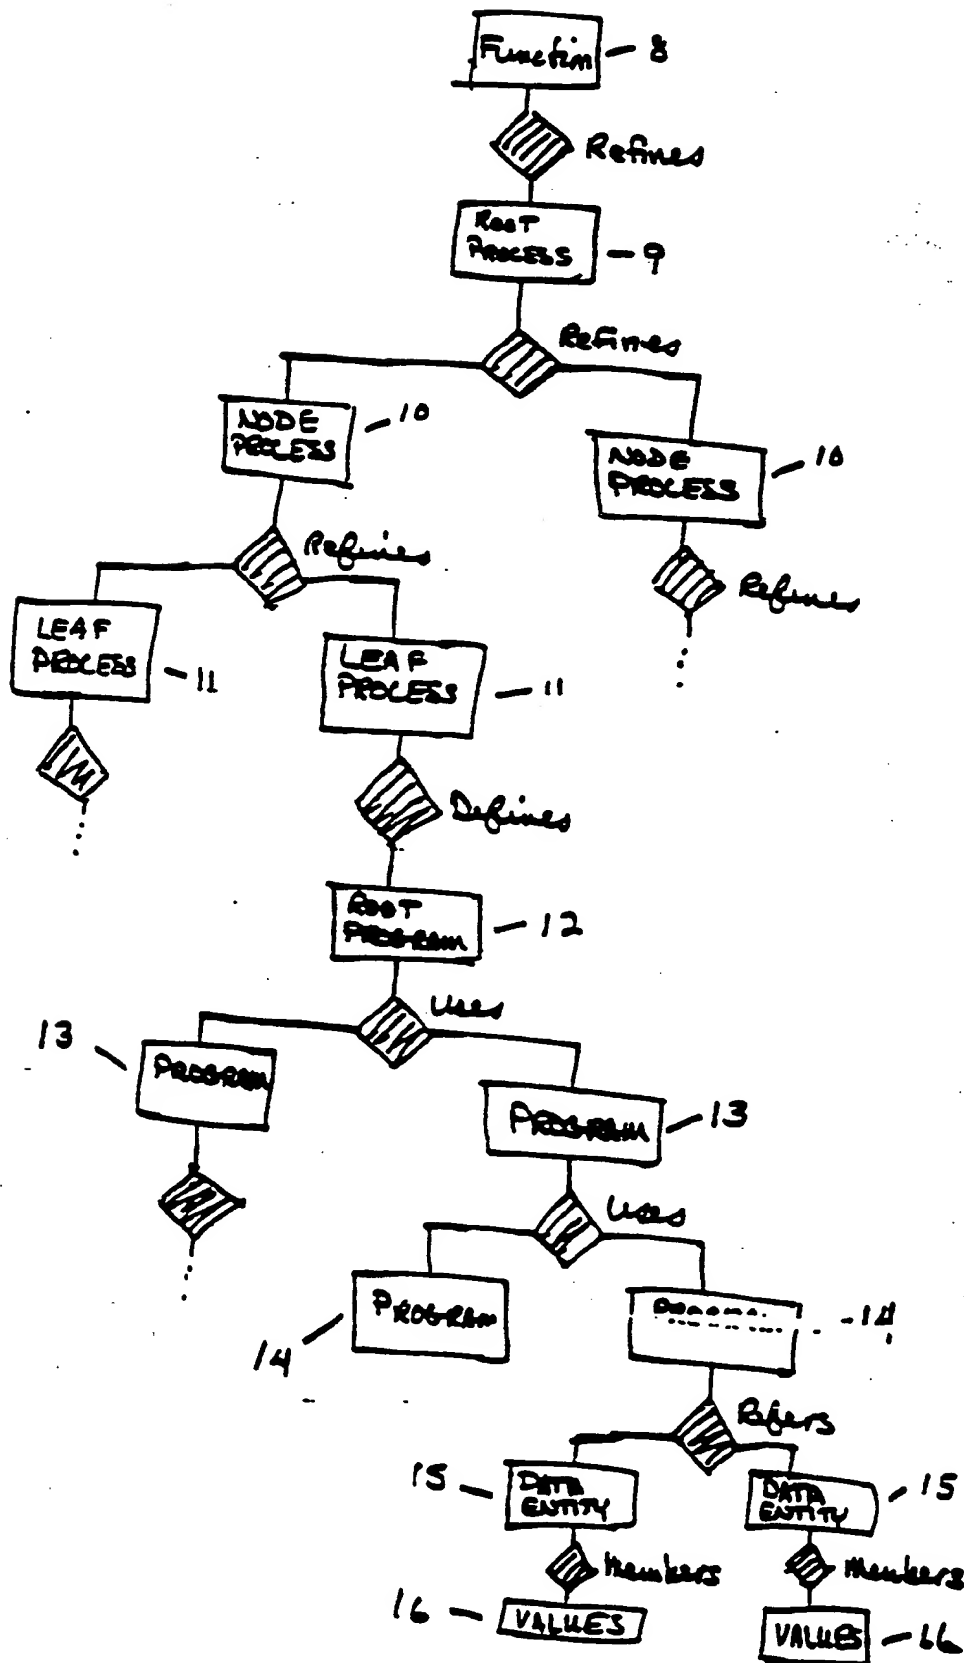 Function 8
Refines
ROOT
PROCESS 9
Refines
NODE
PROCESS 10
NODE
PROCESS 10
Refines
Refines
LEAF
PROCESS 11
LEAF
PROCESS 11
Defines
ROOT
PROGRAM 12
Uses
13 PROGRAM
PROGRAM 13
Uses
PROGRAM
14
14
Refers
15 DATA
ENTITY
DATA
ENTITY 15
Members
Members
16 VALUES
VALUES 16